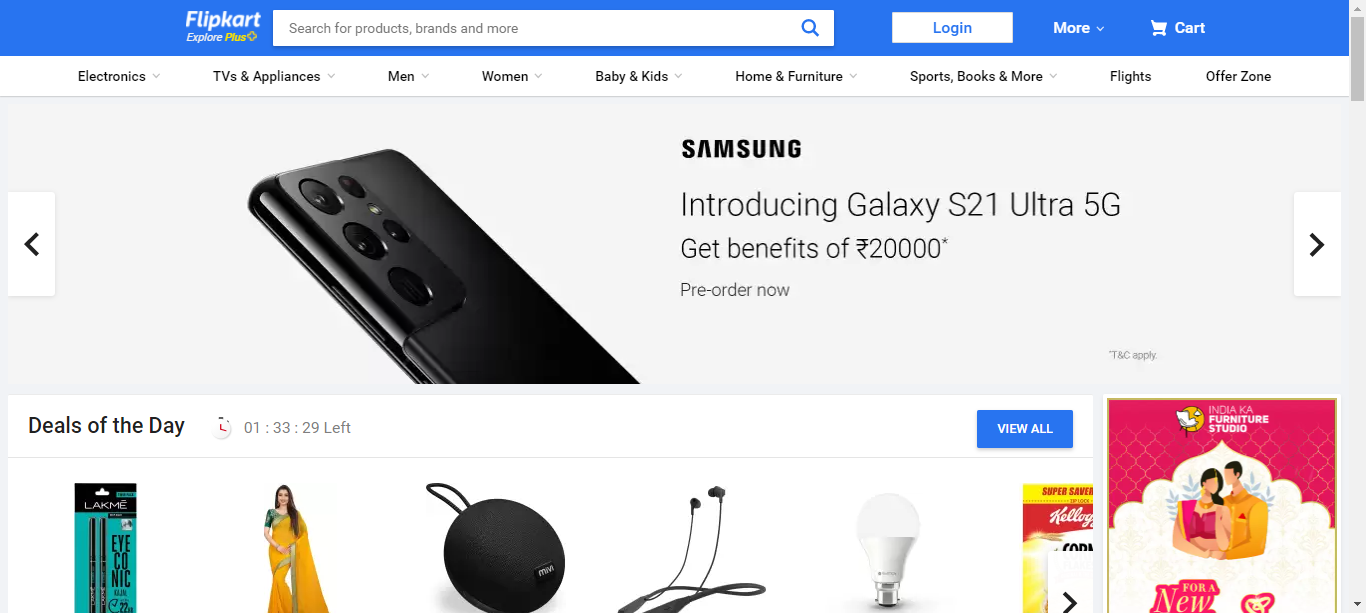 Flipkart
Explore Plus
Search for products, brands and more
Login
More
Cart
Electronics
TVs & Appliances
Men
Women
Baby & Kids
Home & Furniture
Sports, Books & More
Flights
Offer Zone
SAMSUNG
Introducing Galaxy S21 Ultra 5G
Get benefits of ₹20000*
Pre-order now
*T&C apply.
Deals of the Day
01 : 33 : 29 Left
VIEW ALL
LAKMÉ
EYE
CO
NIC
KAJAL
mivi
SUPER SAVER
INDIA KA
FURNITURE
STUDIO
FOR A
New